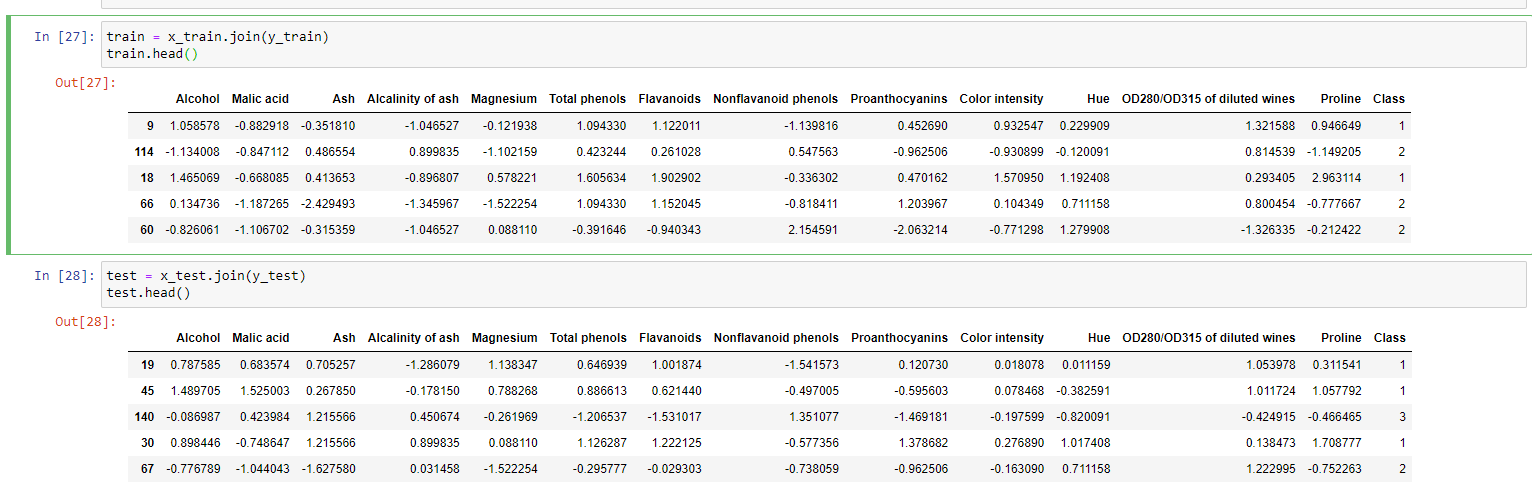 In [27]: train = x_train.join(y_train)
train.head()
Out[27]:
Alcohol Malic acid Ash Alcalinity of ash Magnesium Total phenols Flavanoids Nonflavanoid phenols Proanthocyanins Color intensity Hue OD280/OD315 of diluted wines Proline Class
9 1.058578 -0.882918 -0.351810 -1.046527 -0.121938 1.094330 1.122011 -1.139816 0.452690 0.932547 0.229909 1.321588 0.946649 1
114 -1.134008 -0.847112 0.486554 0.899835 -1.102159 0.423244 0.261028 0.547563 -0.962506 -0.930899 -0.120091 0.814539 -1.149205 2
18 1.465069 -0.668085 0.413653 -0.896807 0.578221 1.605634 1.902902 -0.336302 0.470162 1.570950 1.192408 0.293405 2.963114 1
66 0.134736 -1.187265 -2.429493 -1.345967 -1.522254 1.094330 1.152045 -0.818411 1.203967 0.104349 0.711158 0.800454 -0.777667 2
60 -0.826061 -1.106702 -0.315359 -1.046527 0.088110 -0.391646 -0.940343 2.154591 -2.063214 -0.771298 1.279908 -1.326335 -0.212422 2
In [28]: test = x_test.join(y_test)
test.head()
Out[28]:
Alcohol Malic acid Ash Alcalinity of ash Magnesium Total phenols Flavanoids Nonflavanoid phenols Proanthocyanins Color intensity Hue OD280/OD315 of diluted wines Proline Class
19 0.787585 0.683574 0.705257 -1.286079 1.138347 0.646939 1.001874 -1.541573 0.120730 0.018078 0.011159 1.053978 0.311541 1
45 1.489705 1.525003 0.267850 -0.178150 0.788268 0.886613 0.621440 -0.497005 -0.595603 0.078468 -0.382591 1.011724 1.057792 1
140 -0.086987 0.423984 1.215566 0.450674 -0.261969 -1.206537 -1.531017 1.351077 -1.469181 -0.197599 -0.820091 -0.424915 -0.466465 3
30 0.898446 -0.748647 1.215566 0.899835 0.088110 1.126287 1.222125 -0.577356 1.378682 0.276890 1.017408 0.138473 1.708777 1
67 -0.776789 -1.044043 -1.627580 0.031458 -1.522254 -0.295777 -0.029303 -0.738059 -0.962506 -0.163090 0.711158 1.222995 -0.752263 2